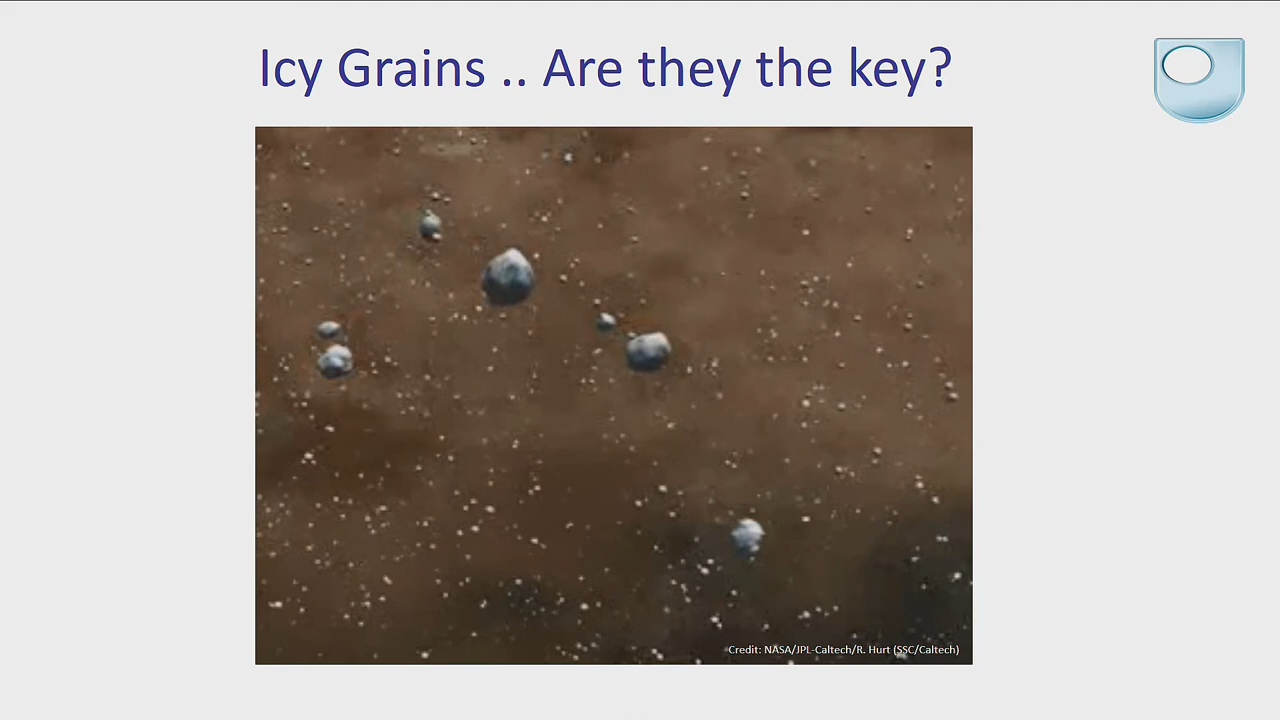 Icy Grains .. Are they the key?
Credit: NASA/JPL-Caltech/R. Hurt (SSC/Caltech)